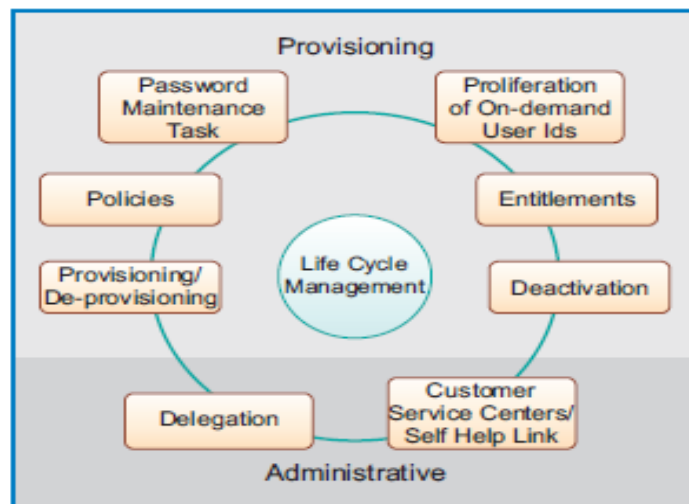 Provisioning
Password
Maintenance
Task
Proliferation
of On-demand
User Ids
Policies
Entitlements
Life Cycle
Management
Provisioning/
De-provisioning
Deactivation
Delegation
Customer
Service Centers/
Self Help Link
Administrative